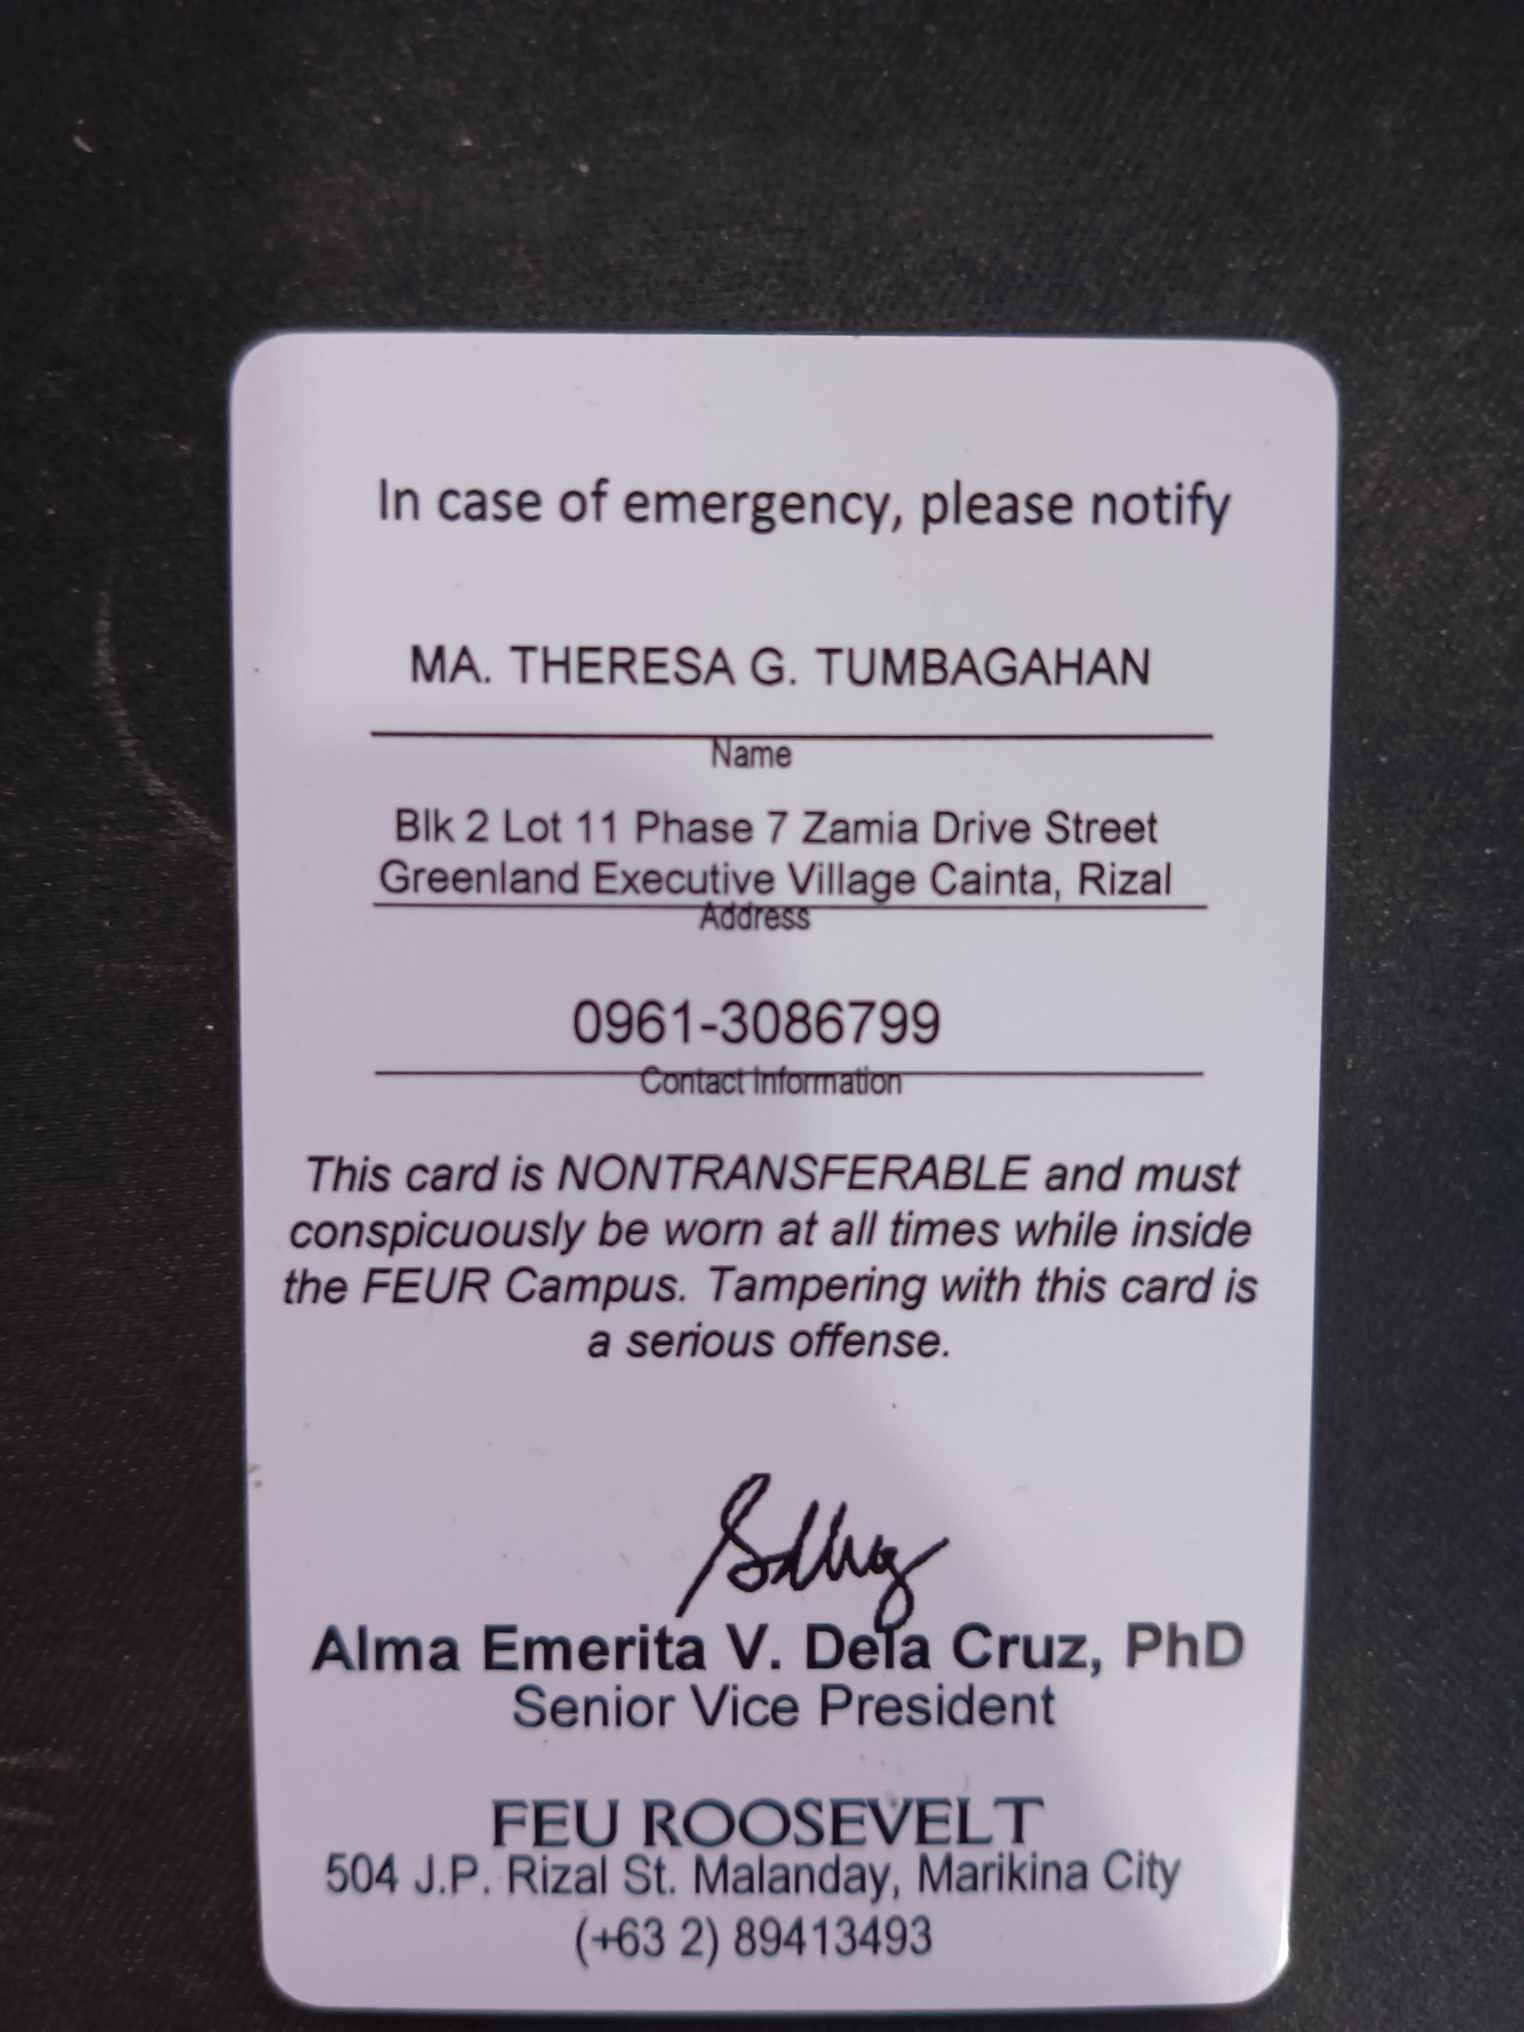 In case of emergency, please notify
MA. THERESA G. TUMBAGAHAN
Name
Blk 2 Lot 11 Phase 7 Zamia Drive Street
Greenland Executive Village Cainta, Rizal
Address
0961-3086799
Contact Information
This card is NONTRANSFERABLE and must
conspicuously be worn at all times while inside
the FEUR Campus. Tampering with this card is
a serious offense.
Alma Emerita V. Dela Cruz, PhD
Senior Vice President
FEU ROOSEVELT
504 J.P. Rizal St. Malanday, Marikina City
(+63 2) 89413493